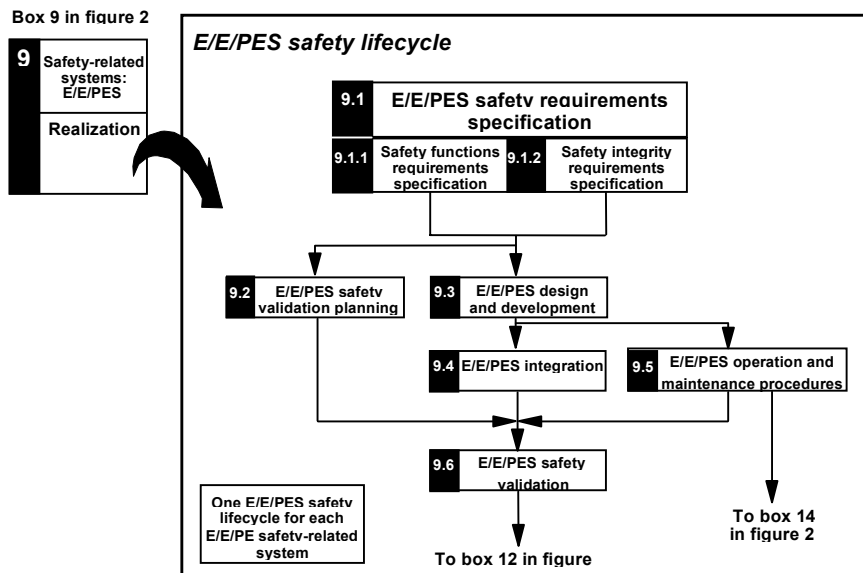 Box 9 in figure 2
9
Safety-related
systems:
E/E/PES
Realization
E/E/PES safety lifecycle
9.1
E/E/PES safety requirements
specification
9.1.1
Safety functions
requirements
specification
9.1.2
Safety integrity
requirements
specification
9.2
E/E/PES safety
validation planning
9.3
E/E/PES design
and development
9.4
E/E/PES integration
9.5
E/E/PES operation and
maintenance procedures
9.6
E/E/PES safety
validation
One E/E/PES safety
lifecycle for each
E/E/PE safety-related
system
To box 12 in figure
To box 14
in figure 2